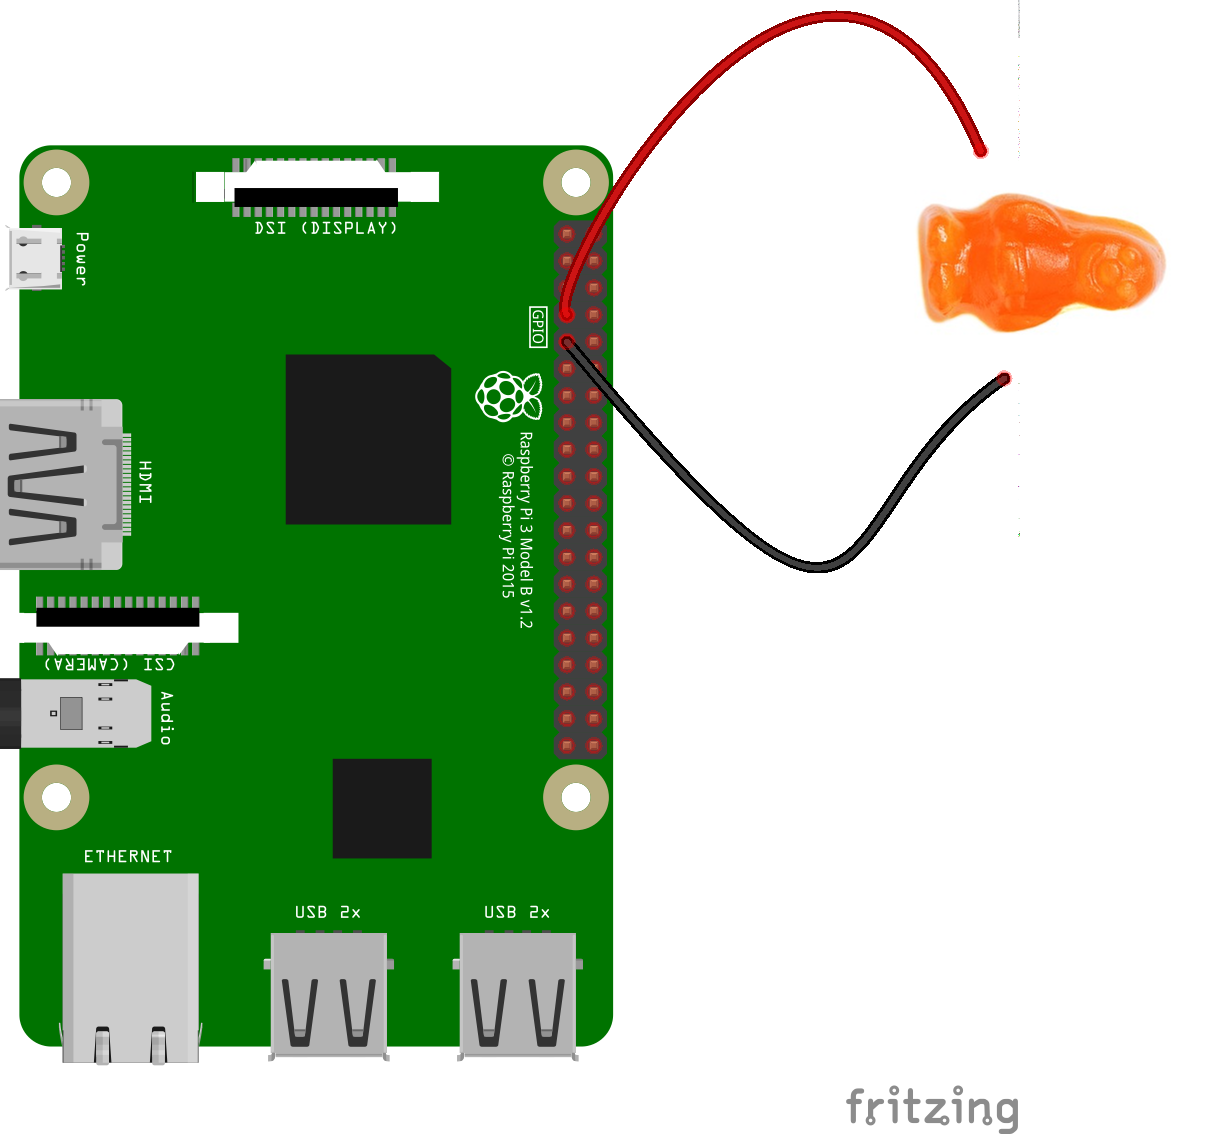 DSI (DISPLAY)
Power
GPIO
HDMI
Raspberry Pi 3 Model B v1.2
© Raspberry Pi 2015
CSI (CAMERA)
Audio
ETHERNET
USB 2x
USB 2x
fritzing